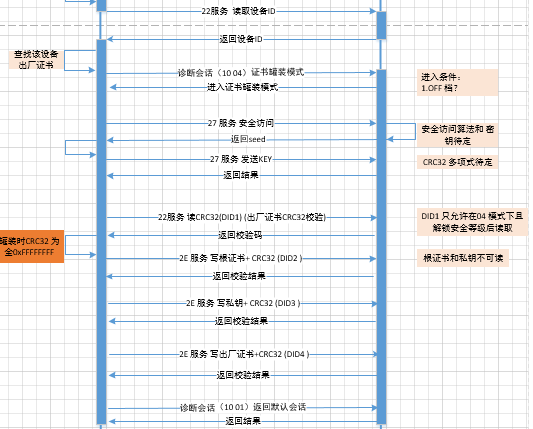 22服务 读取设备ID
返回设备ID
查找该设备
出厂证书
诊断会话（10 04）证书罐装模式
进入证书罐装模式
进入条件：
1.OFF 档？
27 服务 安全访问
返回seed
安全访问算法和 密
钥待定
27 服务 发送KEY
CRC32 多项式待定
返回结果
22服务 读CRC32(DID1) (出厂证书CRC32校验)
DID1 只允许在04 模式下且
解锁安全等级后读取
返回校验码
罐装时CRC32 为
全0xFFFFFFFF
2E 服务 写根证书+ CRC32 (DID2 )
根证书和私钥不可读
返回校验结果
2E 服务 写私钥+ CRC32 (DID3 )
返回校验结果
2E 服务 写出厂证书+CRC32 (DID4 )
返回校验结果
诊断会话（10 01）返回默认会话
返回结果